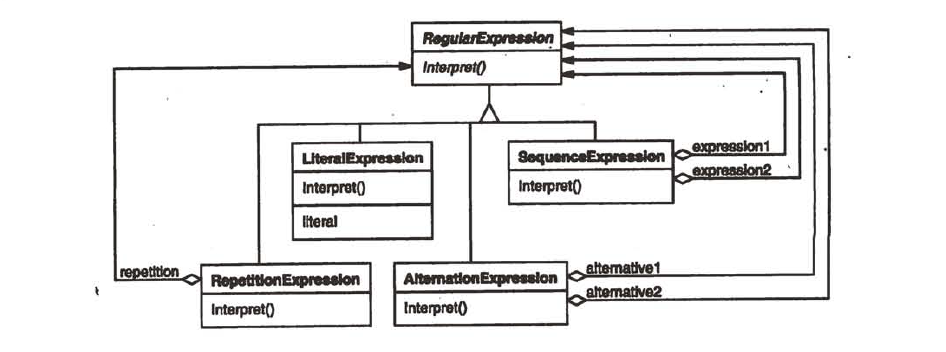 RegularExpression
Interpret()
LiteralExpression
Interpret()
literal
SequenceExpression
Interpret()
expression1
expression2
repetition
RepetitionExpression
Interpret()
AlternationExpression
Interpret()
alternative1
alternative2